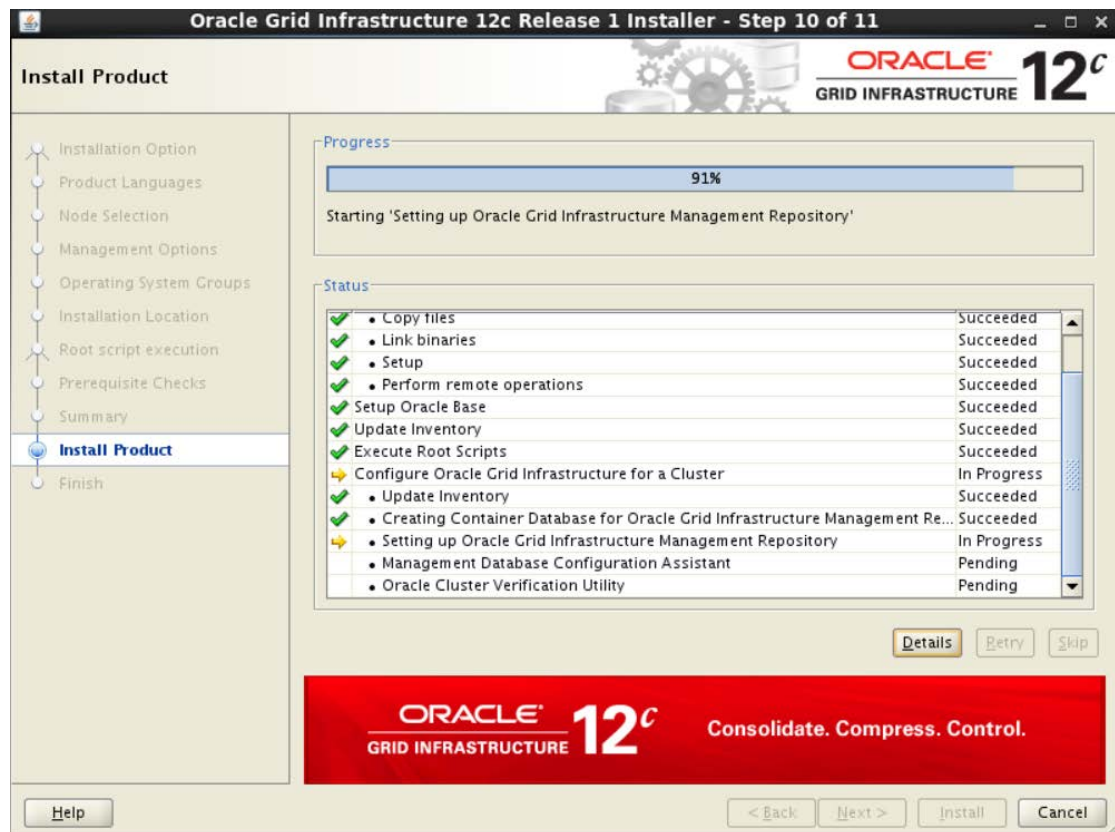 Oracle Grid Infrastructure 12c Release 1 Installer - Step 10 of 11
Install Product
ORACLE 12c
GRID INFRASTRUCTURE
Installation Option
Product Languages
Node Selection
Management Options
Operating System Groups
Installation Location
Root script execution
Prerequisite Checks
Summary
Install Product
Finish
Progress
91%
Starting 'Setting up Oracle Grid Infrastructure Management Repository'
Status
• Copy files Succeeded
• Link binaries Succeeded
• Setup Succeeded
• Perform remote operations Succeeded
Setup Oracle Base Succeeded
Update Inventory Succeeded
Execute Root Scripts Succeeded
Configure Oracle Grid Infrastructure for a Cluster In Progress
• Update Inventory Succeeded
• Creating Container Database for Oracle Grid Infrastructure Management Re... Succeeded
• Setting up Oracle Grid Infrastructure Management Repository In Progress
• Management Database Configuration Assistant Pending
• Oracle Cluster Verification Utility Pending
Details Retry Skip
ORACLE 12c
GRID INFRASTRUCTURE
Consolidate. Compress. Control.
Help < Back Next > Install Cancel